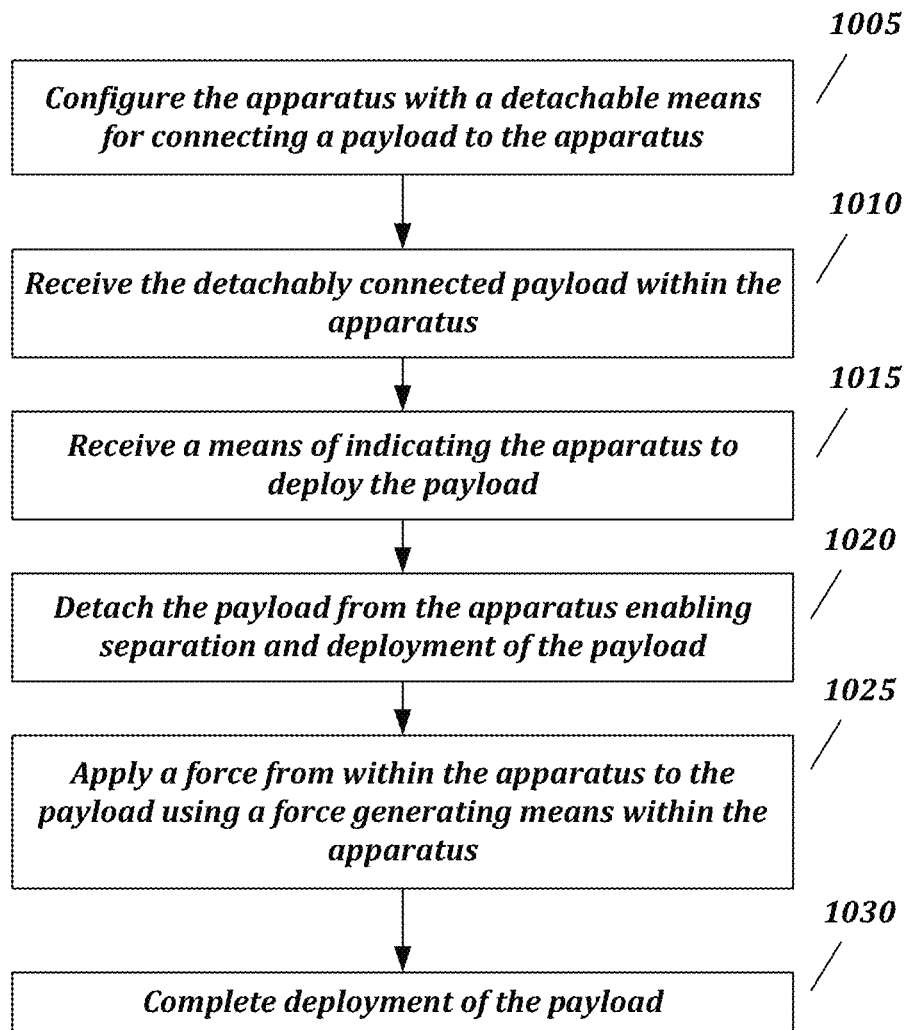 1005
Configure the apparatus with a detachable means
for connecting a payload to the apparatus
1010
Receive the detachably connected payload within the
apparatus
1015
Receive a means of indicating the apparatus to
deploy the payload
1020
Detach the payload from the apparatus enabling
separation and deployment of the payload
1025
Apply a force from within the apparatus to the
payload using a force generating means within the
apparatus
1030
Complete deployment of the payload